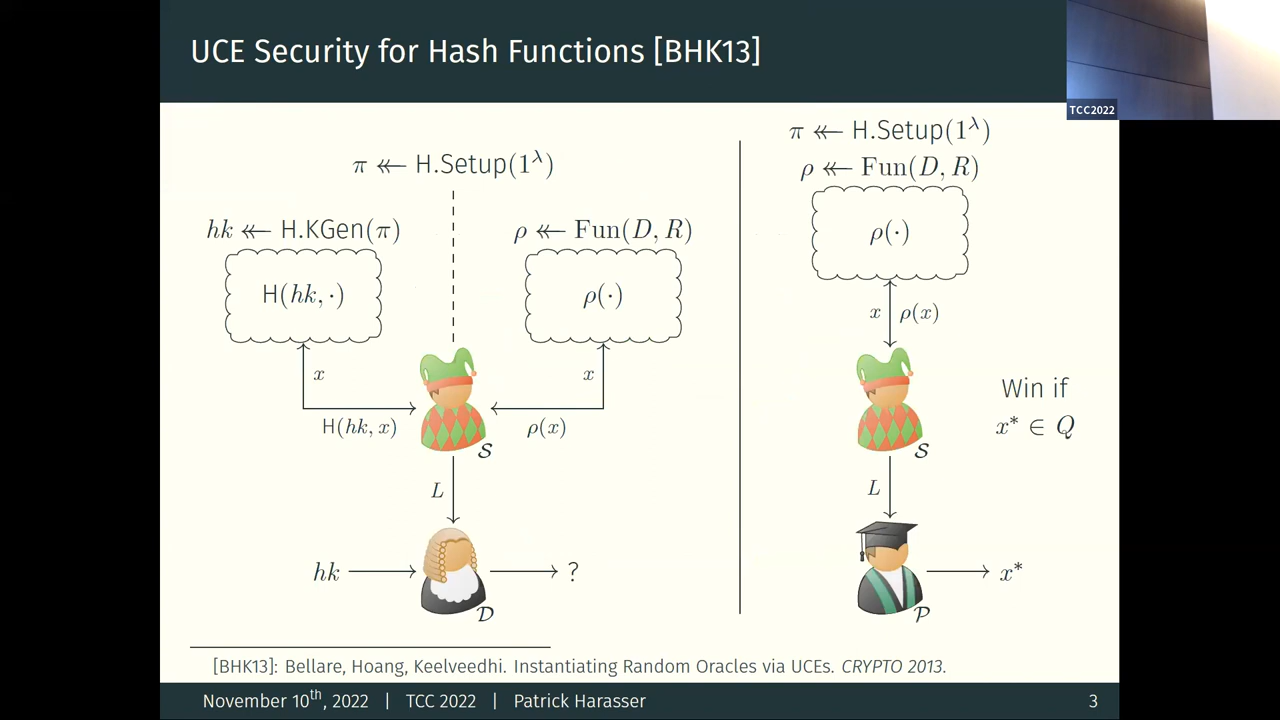 UCE Security for Hash Functions [BHK13]
TCC2022
π ↞ H.Setup(1^λ)
hk ↞ H.KGen(π)
ρ ↞ Fun(D, R)
H(hk, ·)
ρ(·)
x
x
H(hk, x)
ρ(x)
S
L
hk
?
D
π ↞ H.Setup(1^λ)
ρ ↞ Fun(D, R)
ρ(·)
x ρ(x)
Win if
x* ∈ Q
S
L
x*
P
[BHK13]: Bellare, Hoang, Keelveedhi. Instantiating Random Oracles via UCEs. CRYPTO 2013.
November 10th, 2022 | TCC 2022 | Patrick Harasser 3